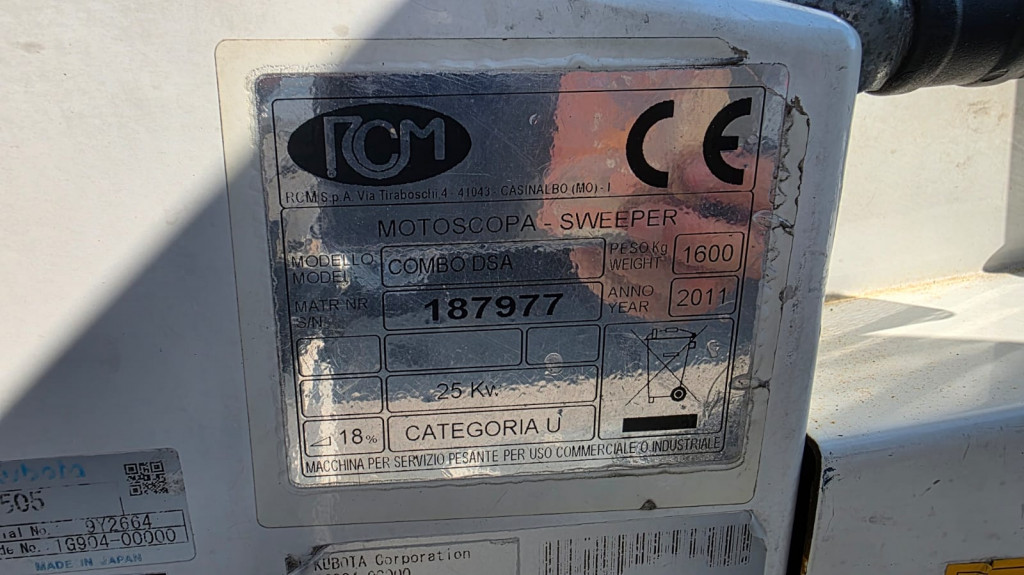 RCM
CE
RCM S.p.A. Via Tiraboschi,4 - 41043 - CASINALBO (MO) - I
MOTOSCOPA - SWEEPER
MODELLO
MODEL
COMBO DSA
PESO Kg
WEIGHT
1600
MATR NR
S/N
187977
ANNO
YEAR
2011
25 Kw.
18%
CATEGORIA U
MACCHINA PER SERVIZIO PESANTE PER USO COMMERCIALE O INDUSTRIALE
505
9Y2664
No. 1G904-00000
MADE IN JAPAN
KUBOTA Corporation